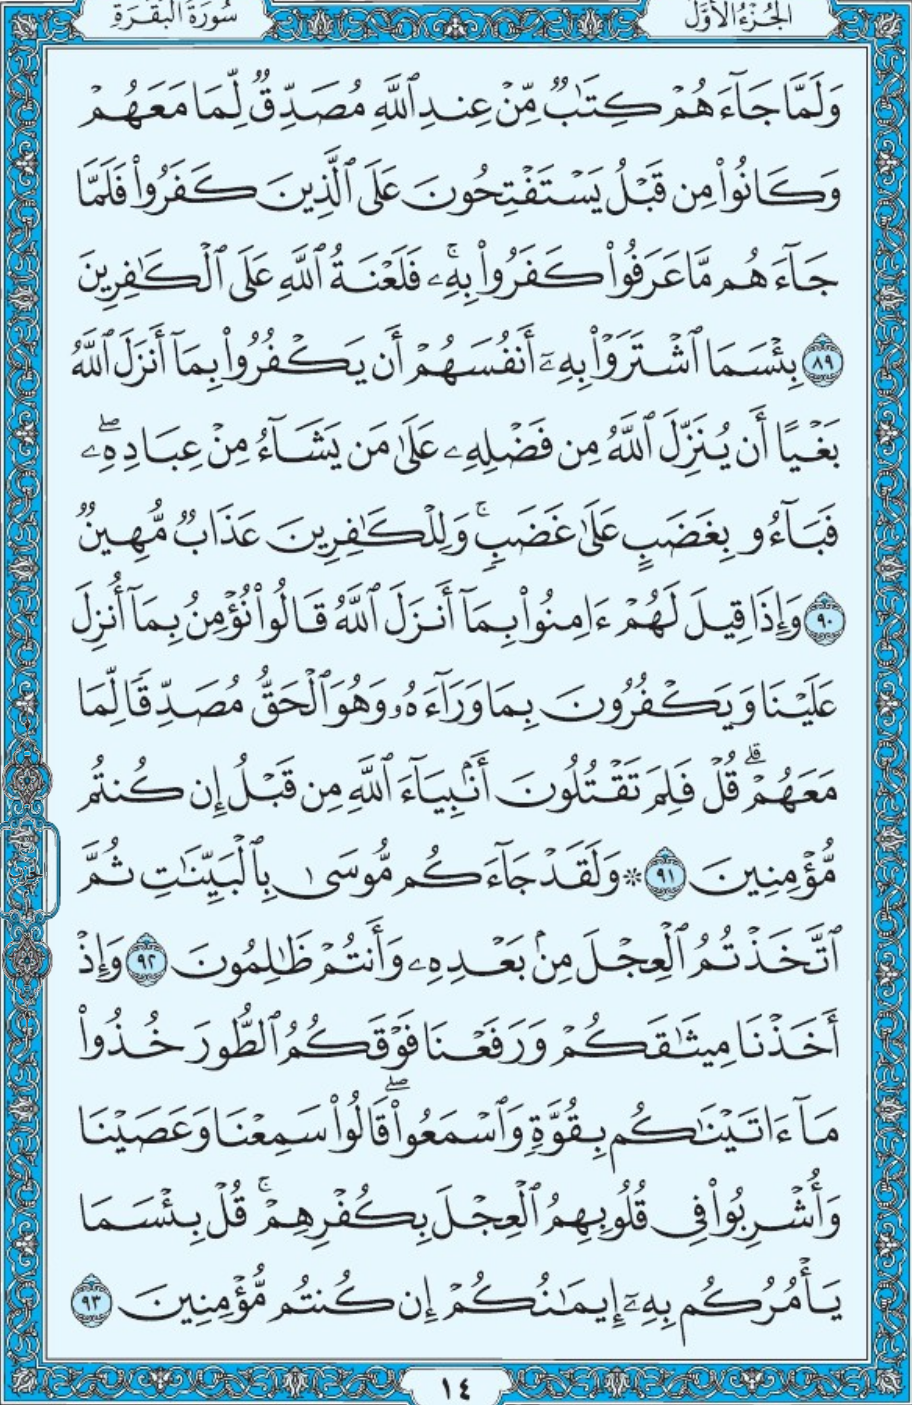 الجُزْءُ الأَوَّل
سُورَةُ الْبَقَرَة
وَلَمَّا جَآءَهُمْ كِتَٰبٌ مِّنْ عِندِ ٱللَّهِ مُصَدِّقٌ لِّمَا مَعَهُمْ
وَكَانُوا۟ مِن قَبْلُ يَسْتَفْتِحُونَ عَلَى ٱلَّذِينَ كَفَرُوا۟ فَلَمَّا
جَآءَهُم مَّا عَرَفُوا۟ كَفَرُوا۟ بِهِۦ ۚ فَلَعْنَةُ ٱللَّهِ عَلَى ٱلْكَٰفِرِينَ
٨٩ بِئْسَمَا ٱشْتَرَوْا۟ بِهِۦٓ أَنفُسَهُمْ أَن يَكْفُرُوا۟ بِمَآ أَنزَلَ ٱللَّهُ
بَغْيًا أَن يُنَزِّلَ ٱللَّهُ مِن فَضْلِهِۦ عَلَىٰ مَن يَشَآءُ مِنْ عِبَادِهِۦ ۖ
فَبَآءُو بِغَضَبٍ عَلَىٰ غَضَبٍ ۚ وَلِلْكَٰفِرِينَ عَذَابٌ مُّهِينٌ
٩٠ وَإِذَا قِيلَ لَهُمْ ءَامِنُوا۟ بِمَآ أَنزَلَ ٱللَّهُ قَالُوا۟ نُؤْمِنُ بِمَآ أُنزِلَ
عَلَيْنَا وَيَكْفُرُونَ بِمَا وَرَآءَهُۥ وَهُوَ ٱلْحَقُّ مُصَدِّقًا لِّمَا
مَعَهُمْ ۗ قُلْ فَلِمَ تَقْتُلُونَ أَنۢبِيَآءَ ٱللَّهِ مِن قَبْلُ إِن كُنتُم
مُّؤْمِنِينَ ٩١ ۞ وَلَقَدْ جَآءَكُم مُّوسَىٰ بِٱلْبَيِّنَٰتِ ثُمَّ
ٱتَّخَذْتُمُ ٱلْعِجْلَ مِنۢ بَعْدِهِۦ وَأَنتُمْ ظَٰلِمُونَ ٩٢ وَإِذْ
أَخَذْنَا مِيثَٰقَكُمْ وَرَفَعْنَا فَوْقَكُمُ ٱلطُّورَ خُذُوا۟
مَآ ءَاتَيْنَٰكُم بِقُوَّةٍ وَٱسْمَعُوا۟ ۖ قَالُوا۟ سَمِعْنَا وَعَصَيْنَا
وَأُشْرِبُوا۟ فِى قُلُوبِهِمُ ٱلْعِجْلَ بِكُفْرِهِمْ ۚ قُلْ بِئْسَمَا
يَأْمُرُكُم بِهِۦٓ إِيمَٰنُكُمْ إِن كُنتُم مُّؤْمِنِينَ ٩٣
١٤